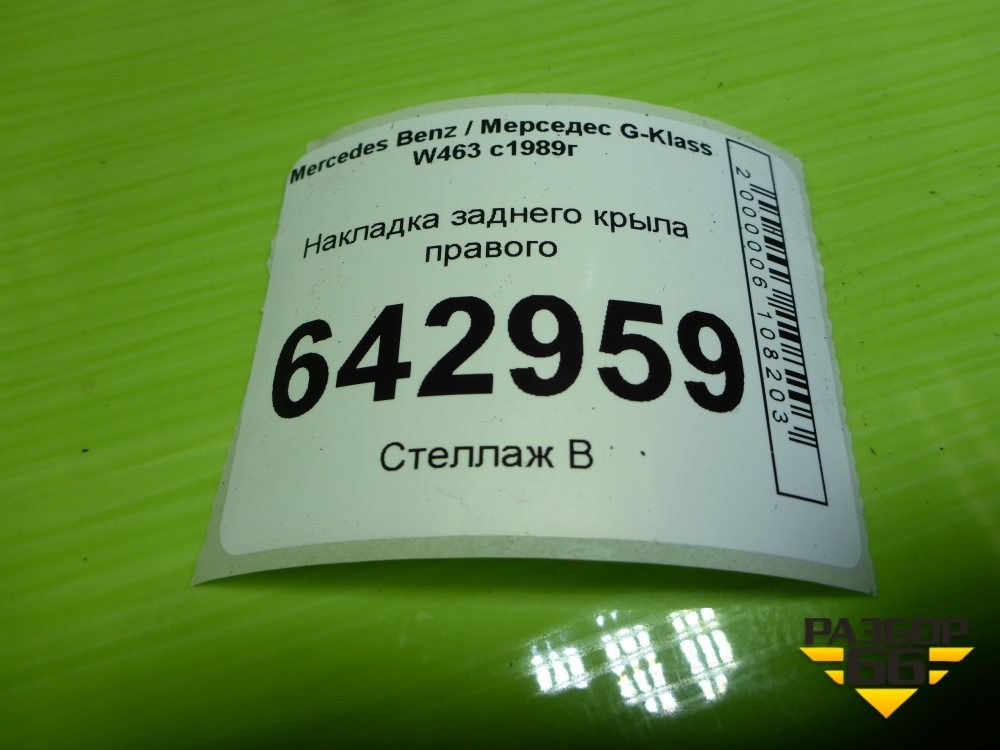 Mercedes Benz / Мерседес G-Klass
W463 с1989г
Накладка заднего крыла
правого
642959
Стеллаж В
2000006108203
РАЗБОР
66